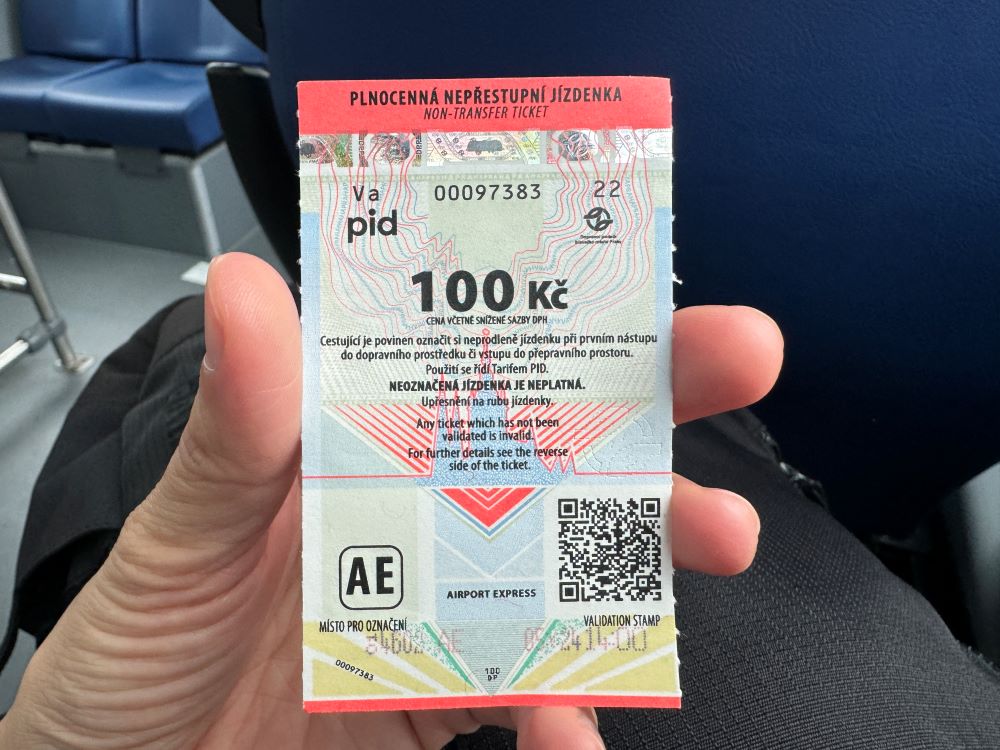 PLNOCENNÁ NEPŘESTUPNÍ JÍZDENKA
NON-TRANSFER TICKET
Va 00097383 22
pid
100 Kč
CENA VČETNĚ SNÍŽENÉ SAZBY DPH
Cestující je povinen označit si neprodleně jízdenku při prvním nástupu
do dopravního prostředku či vstupu do přepravního prostoru.
Použití se řídí Tarifem PID.
NEOZNAČENÁ JÍZDENKA JE NEPLATNÁ.
Upřesnění na rubu jízdenky.
Any ticket which has not been
validated is invalid.
For further details see the reverse
side of the ticket.
AE
AIRPORT EXPRESS
MÍSTO PRO OZNAČENÍ
VALIDATION STAMP
AE 14:00
00097383
100
DP